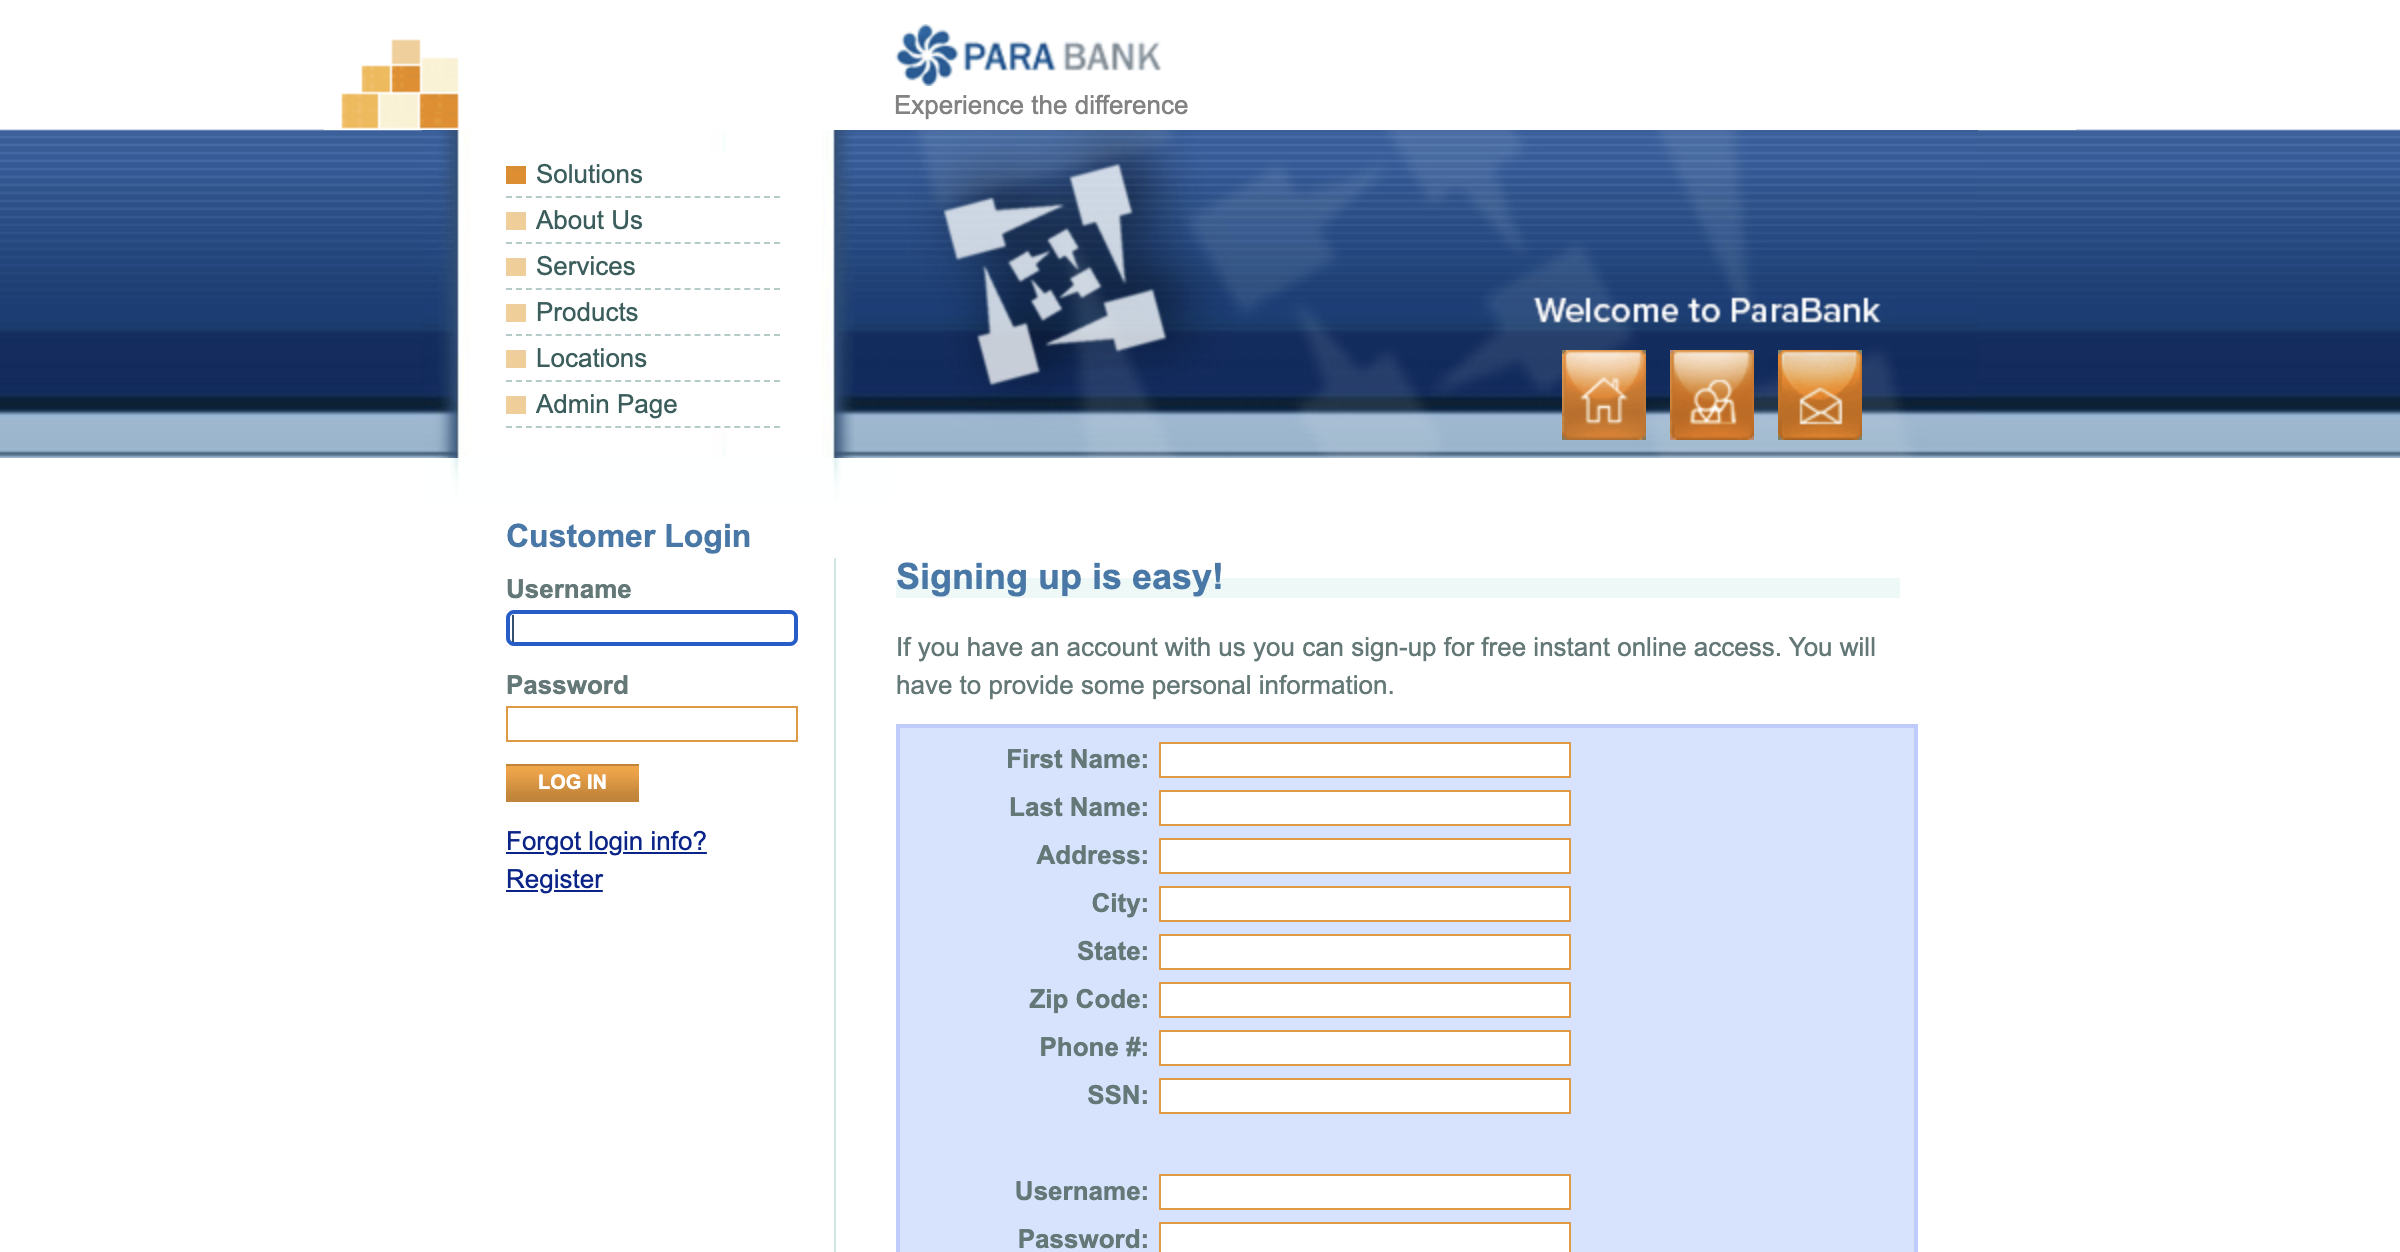 PARA BANK
Experience the difference
Solutions
About Us
Services
Products
Locations
Admin Page
Welcome to ParaBank
Customer Login
Username
Password
LOG IN
Forgot login info?
Register
Signing up is easy!
If you have an account with us you can sign-up for free instant online access. You will
have to provide some personal information.
First Name:
Last Name:
Address:
City:
State:
Zip Code:
Phone #:
SSN:
Username:
Password: